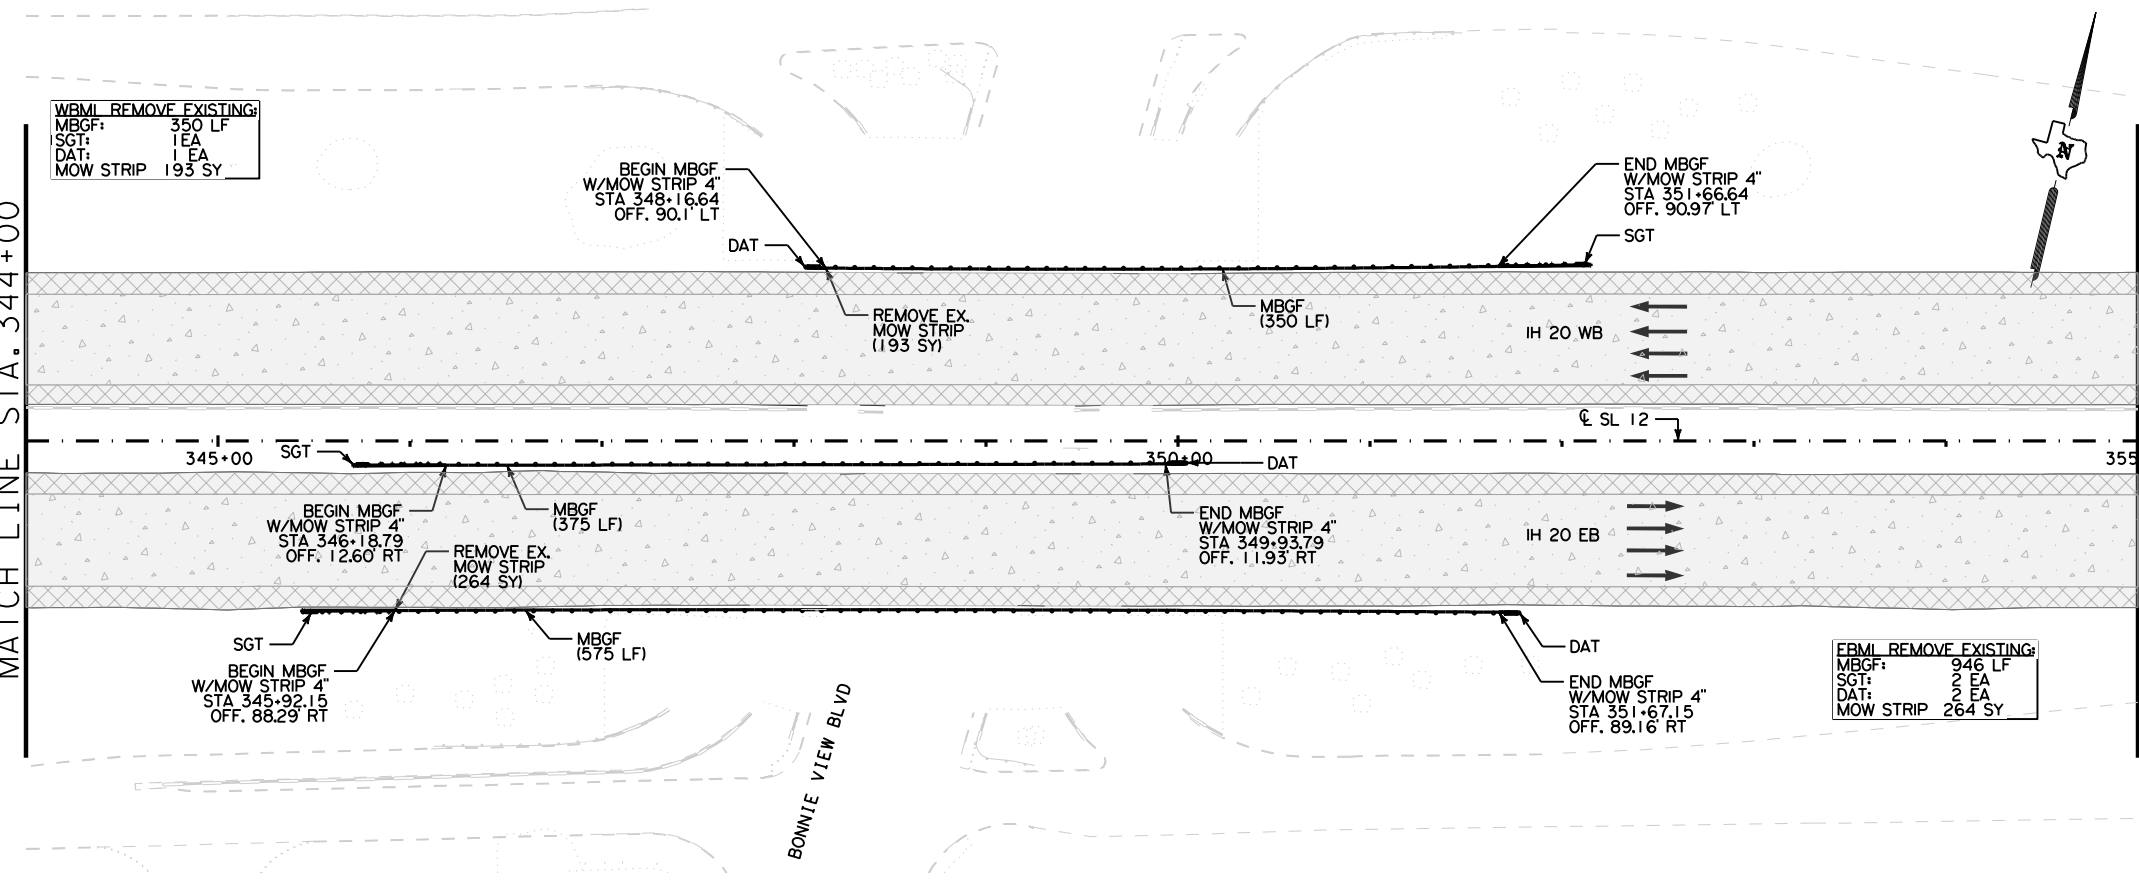 WBML REMOVE EXISTING:
MBGF: 350 LF
SGT: 1 EA
DAT: 1 EA
MOW STRIP 193 SY
BEGIN MBGF
W/MOW STRIP 4"
STA 348+16.64
OFF. 90.1' LT
DAT
END MBGF
W/MOW STRIP 4"
STA 351+66.64
OFF. 90.97' LT
SGT
N
MATCH LINE STA. 344+00
REMOVE EX.
MOW STRIP
(193 SY)
MBGF
(350 LF)
IH 20 WB
℄ SL 12
345+00
SGT
350+00
DAT
355
BEGIN MBGF
W/MOW STRIP 4"
STA 346+18.79
OFF. 12.60' RT
MBGF
(375 LF)
REMOVE EX.
MOW STRIP
(264 SY)
END MBGF
W/MOW STRIP 4"
STA 349+93.79
OFF. 11.93' RT
IH 20 EB
SGT
BEGIN MBGF
W/MOW STRIP 4"
STA 345+92.15
OFF. 88.29' RT
MBGF
(575 LF)
DAT
END MBGF
W/MOW STRIP 4"
STA 351+67.15
OFF. 89.16' RT
EBML REMOVE EXISTING:
MBGF: 946 LF
SGT: 2 EA
DAT: 2 EA
MOW STRIP 264 SY
BONNIE VIEW BLVD